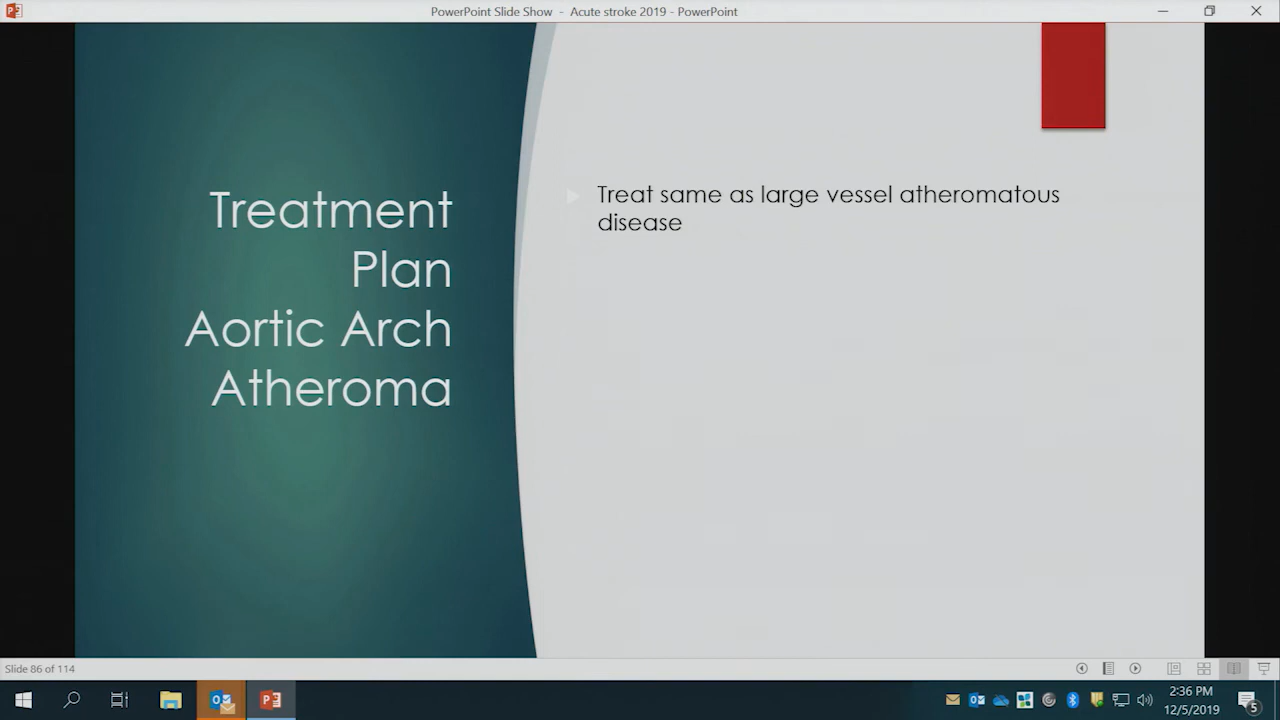 PowerPoint Slide Show - Acute stroke 2019 - PowerPoint
Treatment
Plan
Aortic Arch
Atheroma
Treat same as large vessel atheromatous
disease
Slide 86 of 114
2:36 PM
12/5/2019
5